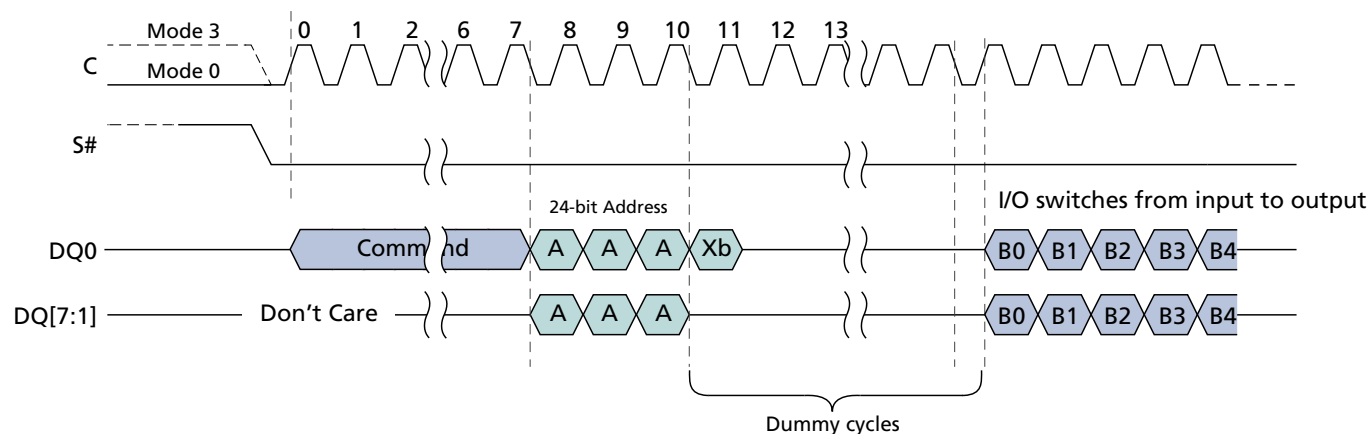 Mode 3
0 1 2 6 7 8 9 10 11 12 13
C
Mode 0
S#
24-bit Address
I/O switches from input to output
DQ0 Command A A A Xb B0 B1 B2 B3 B4
DQ[7:1] Don't Care A A A B0 B1 B2 B3 B4
Dummy cycles